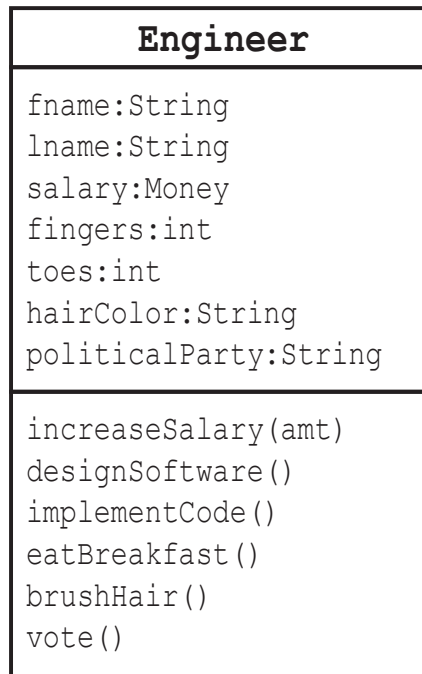 Engineer
fname:String
lname:String
salary:Money
fingers:int
toes:int
hairColor:String
politicalParty:String
increaseSalary(amt)
designSoftware()
implementCode()
eatBreakfast()
brushHair()
vote()